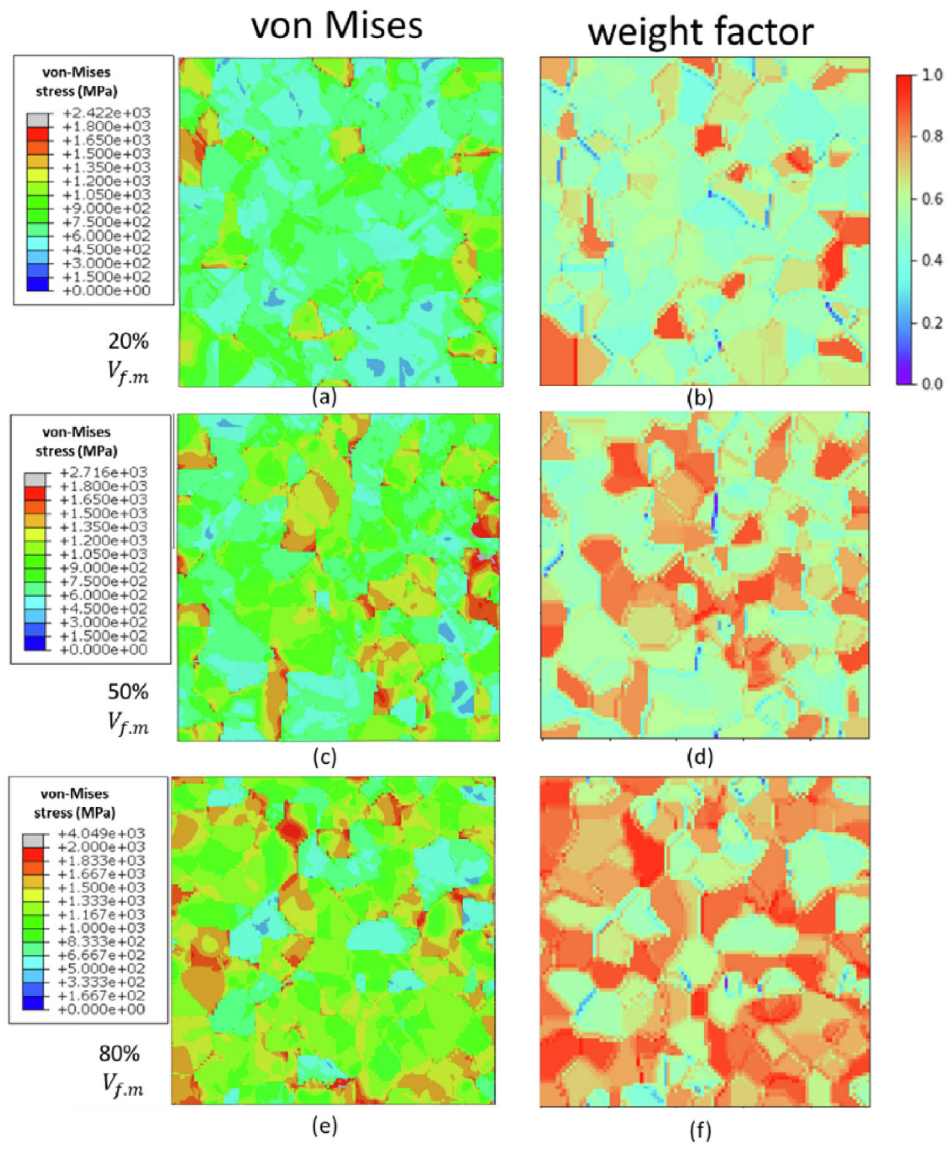 von Mises
weight factor
von-Mises
stress (MPa)
+2.422e+03
+1.800e+03
+1.650e+03
+1.500e+03
+1.350e+03
+1.200e+03
+1.050e+03
+9.000e+02
+7.500e+02
+6.000e+02
+4.500e+02
+3.000e+02
+1.500e+02
+0.000e+00
1.0
0.8
0.6
0.4
0.2
0.0
20%
V_{f.m}
(a)
(b)
von-Mises
stress (MPa)
+2.716e+03
+1.800e+03
+1.650e+03
+1.500e+03
+1.350e+03
+1.200e+03
+1.050e+03
+9.000e+02
+7.500e+02
+6.000e+02
+4.500e+02
+3.000e+02
+1.500e+02
+0.000e+00
50%
V_{f.m}
(c)
(d)
von-Mises
stress (MPa)
+4.049e+03
+2.000e+03
+1.833e+03
+1.667e+03
+1.500e+03
+1.333e+03
+1.167e+03
+1.000e+03
+8.333e+02
+6.667e+02
+5.000e+02
+3.333e+02
+1.667e+02
+0.000e+00
80%
V_{f.m}
(e)
(f)